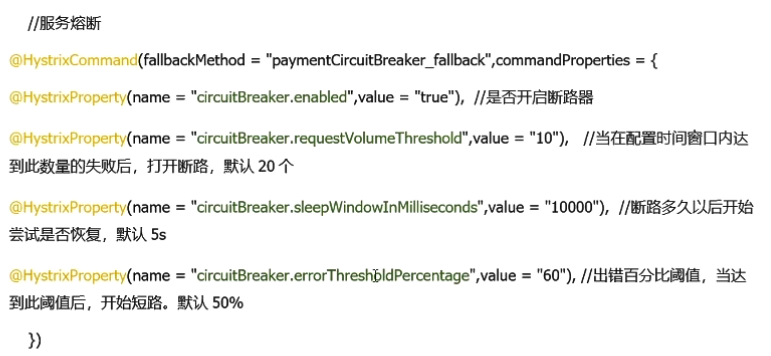 //服务熔断
@HystrixCommand(fallbackMethod = "paymentCircuitBreaker_fallback",commandProperties = {
@HystrixProperty(name = "circuitBreaker.enabled",value = "true"), //是否开启断路器
@HystrixProperty(name = "circuitBreaker.requestVolumeThreshold",value = "10"), //当在配置时间窗口内达
到此数量的失败后，打开断路，默认 20 个
@HystrixProperty(name = "circuitBreaker.sleepWindowInMilliseconds",value = "10000"), //断路多久以后开始
尝试是否恢复，默认 5s
@HystrixProperty(name = "circuitBreaker.errorThresholdPercentage",value = "60"), //出错百分比阈值，当达
到此阈值后，开始短路。默认 50%
})